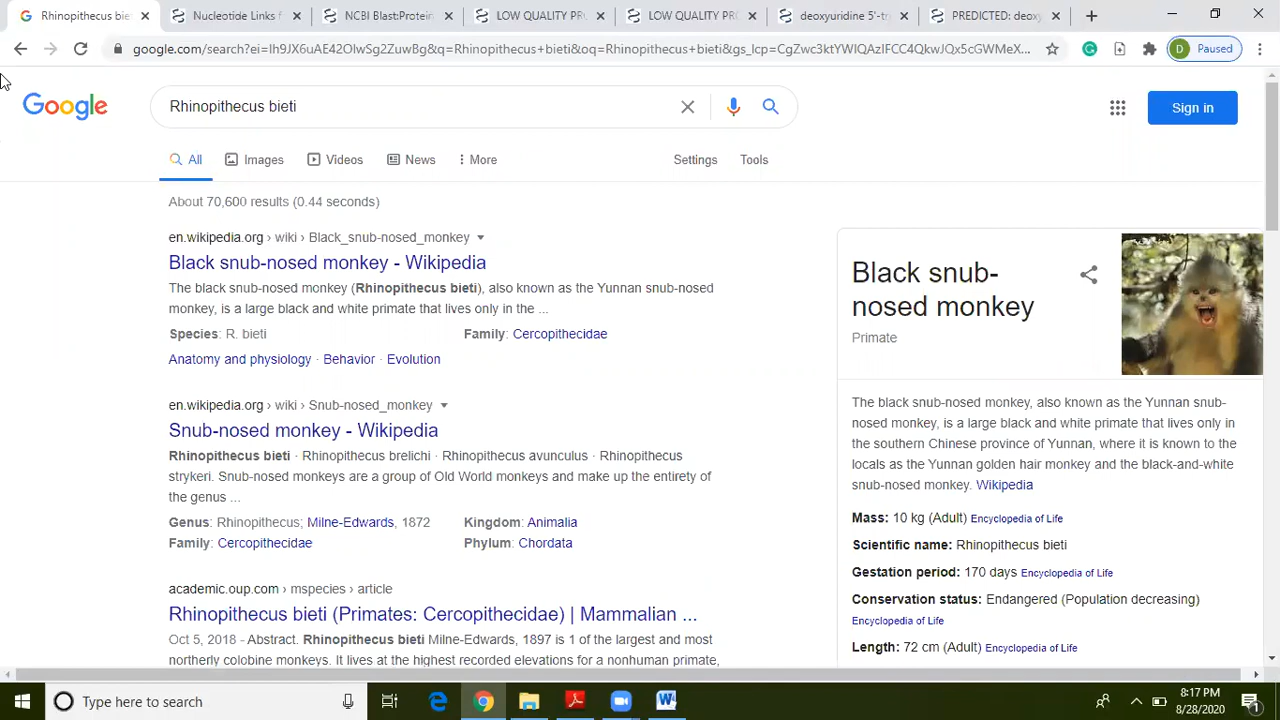 Rhinopithecus bieti
Nucleotide Links f
NCBI Blast:Protein
LOW QUALITY PR
LOW QUALITY PR
deoxyuridine 5'-tr
PREDICTED: deoxy
google.com/search?ei=Ih9JX6uAE42OlwSg2ZuwBg&q=Rhinopithecus+bieti&oq=Rhinopithecus+bieti&gs_lcp=CgZwc3ktYWIQAzIFCC4QkwJQx5cGWMeX...
D
Paused
Google
Rhinopithecus bieti
Sign in
All
Images
Videos
News
More
Settings
Tools
About 70,600 results (0.44 seconds)
en.wikipedia.org › wiki › Black_snub-nosed_monkey
Black snub-nosed monkey - Wikipedia
The black snub-nosed monkey (Rhinopithecus bieti), also known as the Yunnan snub-nosed
monkey, is a large black and white primate that lives only in the ...
Species: R. bieti
Family: Cercopithecidae
Anatomy and physiology · Behavior · Evolution
en.wikipedia.org › wiki › Snub-nosed_monkey
Snub-nosed monkey - Wikipedia
Rhinopithecus bieti · Rhinopithecus brelichi · Rhinopithecus avunculus · Rhinopithecus
strykeri. Snub-nosed monkeys are a group of Old World monkeys and make up the entirety of
the genus ...
Genus: Rhinopithecus; Milne-Edwards, 1872
Kingdom: Animalia
Family: Cercopithecidae
Phylum: Chordata
academic.oup.com › mspecies › article
Rhinopithecus bieti (Primates: Cercopithecidae) | Mammalian ...
Oct 5, 2018 - Abstract. Rhinopithecus bieti Milne-Edwards, 1897 is 1 of the largest and most
northerly colobine monkeys. It lives at the highest recorded elevations for a nonhuman primate,
Black snub-
nosed monkey
Primate
The black snub-nosed monkey, also known as the Yunnan snub-
nosed monkey, is a large black and white primate that lives only in
the southern Chinese province of Yunnan, where it is known to the
locals as the Yunnan golden hair monkey and the black-and-white
snub-nosed monkey. Wikipedia
Mass: 10 kg (Adult) Encyclopedia of Life
Scientific name: Rhinopithecus bieti
Gestation period: 170 days Encyclopedia of Life
Conservation status: Endangered (Population decreasing)
Encyclopedia of Life
Length: 72 cm (Adult) Encyclopedia of Life
Type here to search
8:17 PM
8/28/2020
1